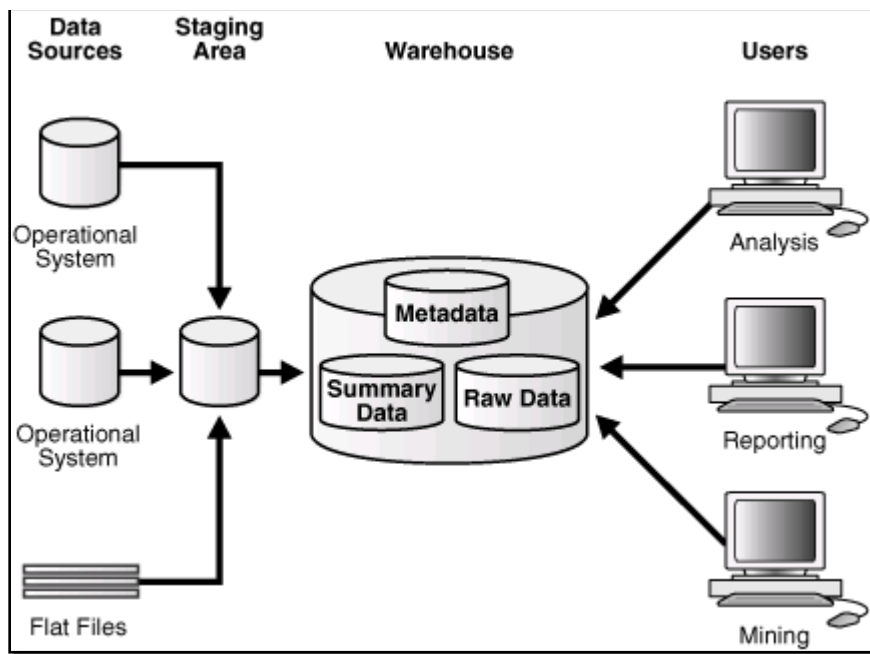 Data
Sources
Staging
Area
Warehouse
Users
Operational
System
Operational
System
Flat Files
Metadata
Summary
Data
Raw Data
Analysis
Reporting
Mining